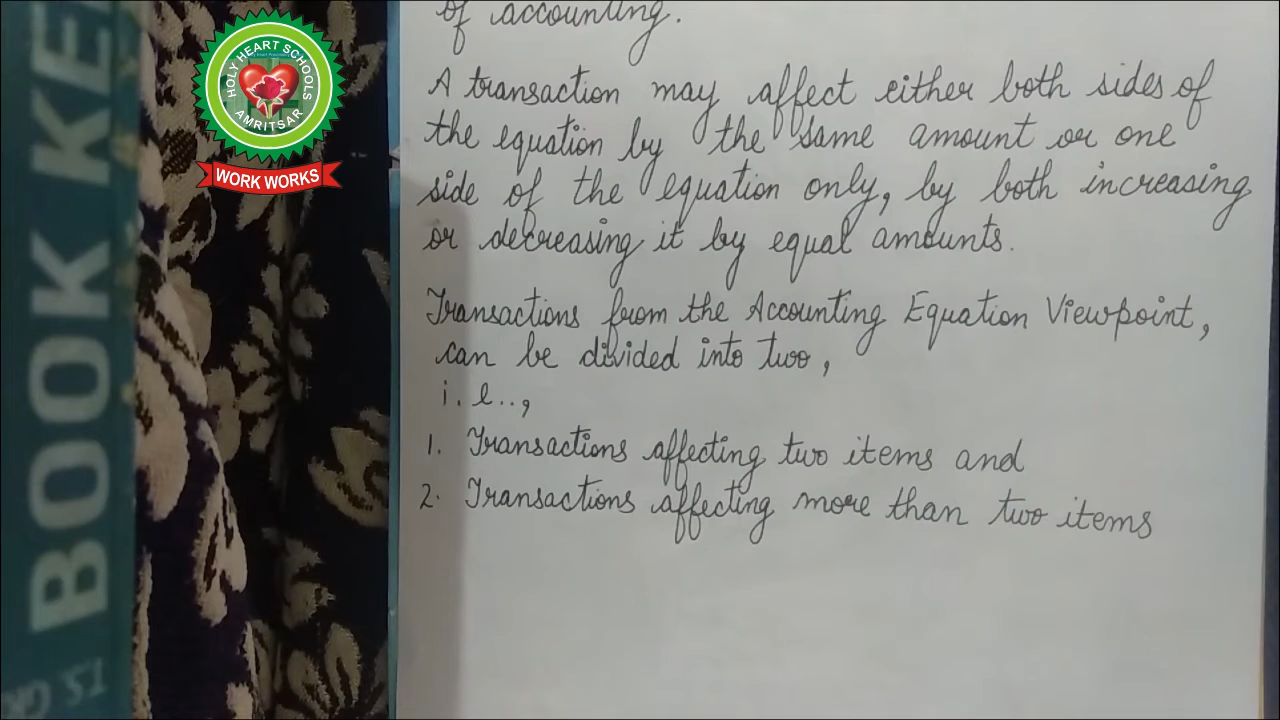 of accounting.
A transaction may affect either both sides of
the equation by the same amount or one
side of the equation only, by both increasing
or decreasing it by equal amounts.
Transactions from the Accounting Equation Viewpoint,
can be divided into two,
i.e..,
1. Transactions affecting two items and
2. Transactions affecting more than two items
HOLY HEART SCHOOLS
AMRITSAR
WORK WORKS
BOOK KE